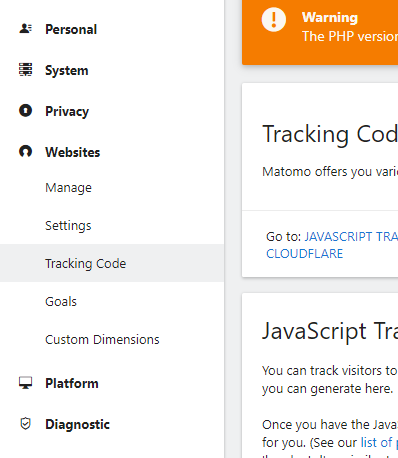 Personal
System
Privacy
Websites
Manage
Settings
Tracking Code
Goals
Custom Dimensions
Platform
Diagnostic
Warning
The PHP version
Tracking Cod
Matomo offers you vari
Go to: JAVASCRIPT TRA
CLOUDFLARE
JavaScript Tra
You can track visitors to
you can generate here.
Once you have the Java
for you. (See our list of p